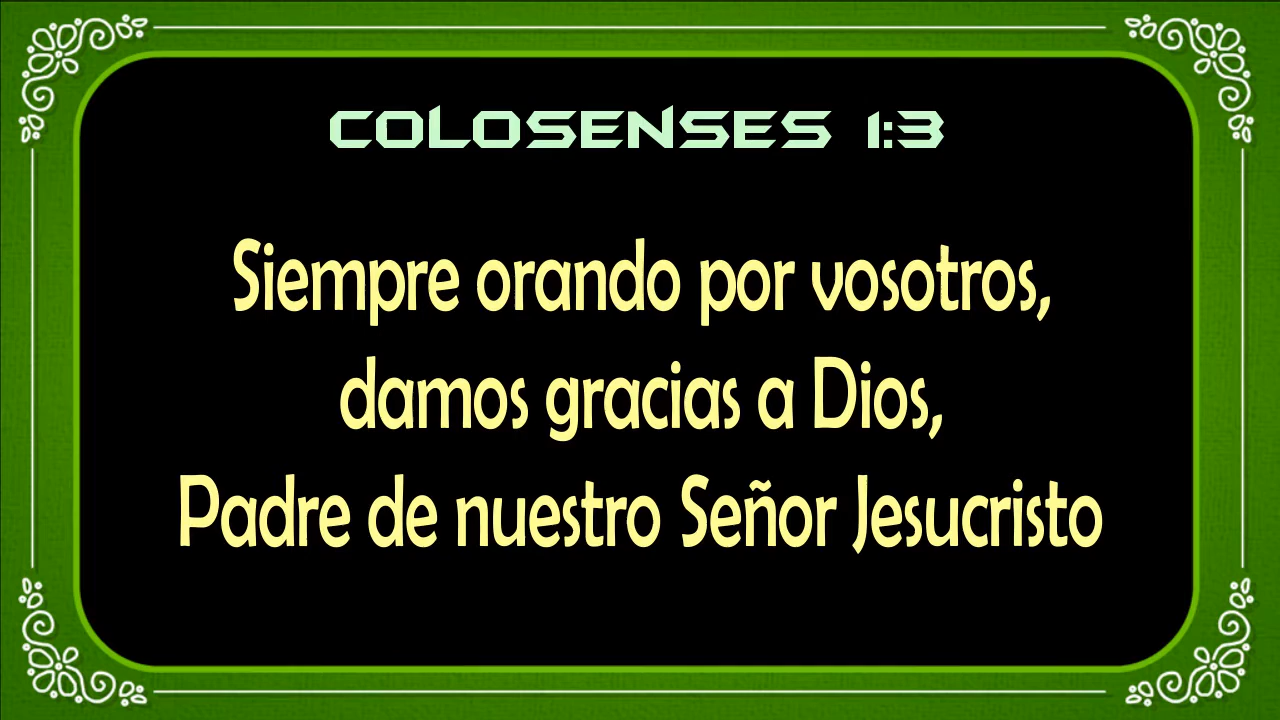 COLOSENSES 1:3
Siempre orando por vosotros,
damos gracias a Dios,
Padre de nuestro Señor Jesucristo